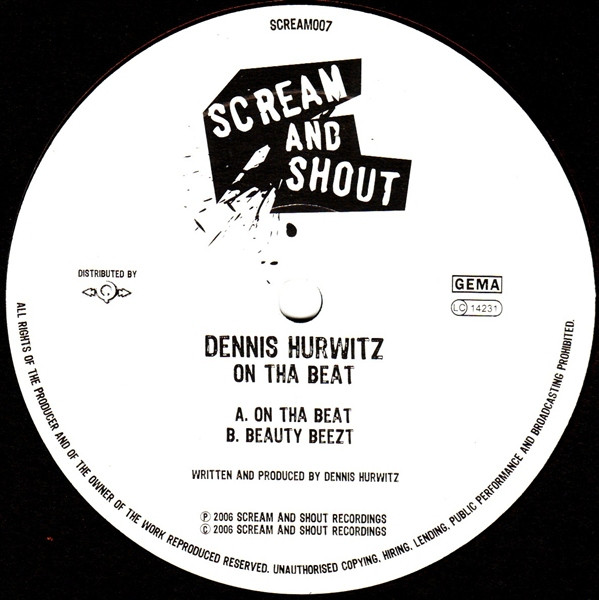 SCREAM007
SCREAM
AND
SHOUT
DISTRIBUTED BY
GEMA
LC 14231
DENNIS HURWITZ
ON THA BEAT
A. ON THA BEAT
B. BEAUTY BEEZT
WRITTEN AND PRODUCED BY DENNIS HURWITZ
℗ 2006 SCREAM AND SHOUT RECORDINGS
© 2006 SCREAM AND SHOUT RECORDINGS
ALL RIGHTS OF THE PRODUCER AND OF THE OWNER OF THE WORK REPRODUCED RESERVED. UNAUTHORISED COPYING, HIRING, LENDING, PUBLIC PERFORMANCE AND BROADCASTING PROHIBITED.